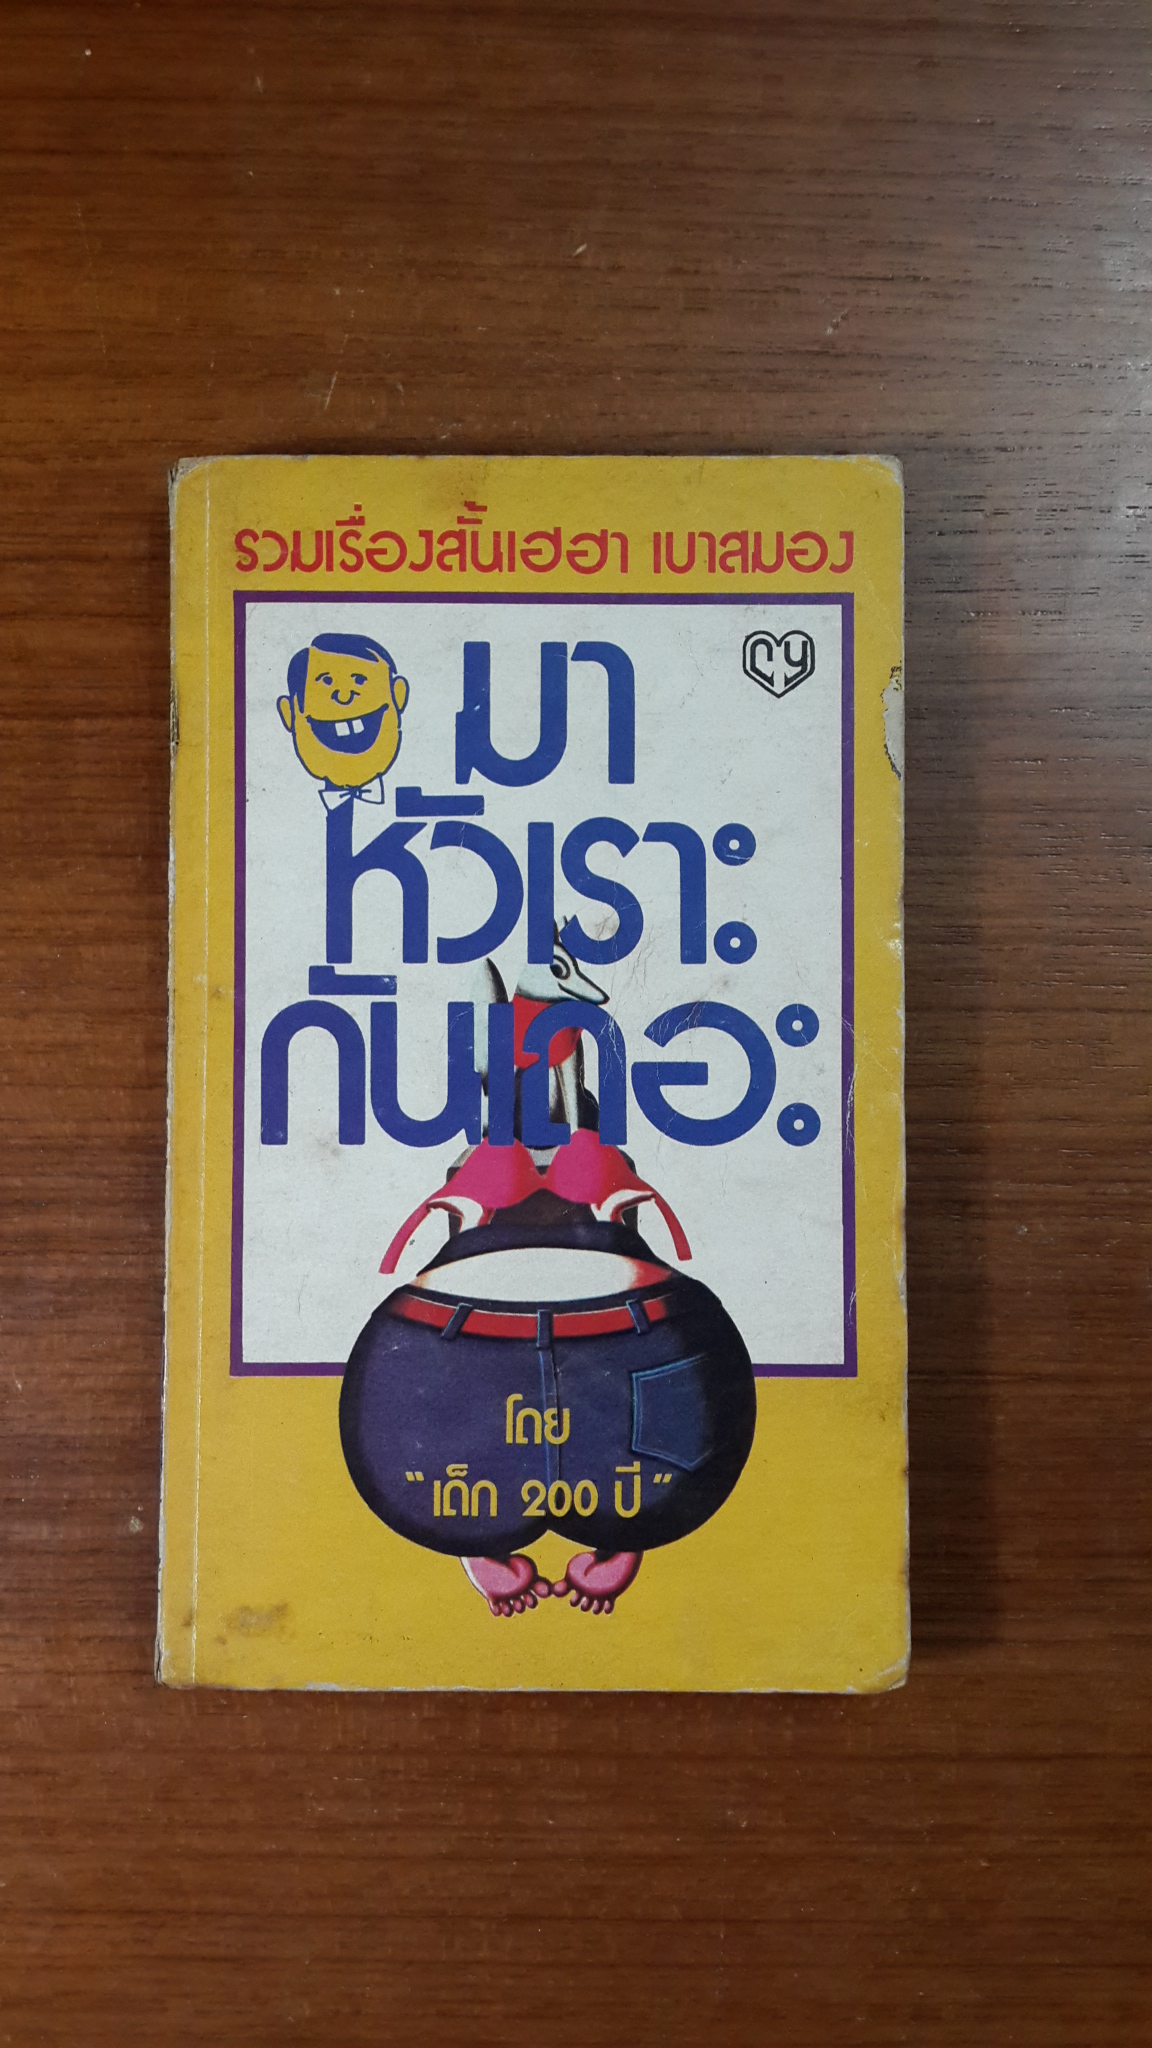 รวมเรื่องสั้นเฮฮา เบาสมอง
มา
หัวเราะ
กันเถอะ
โดย
"เด็ก 200 ปี"